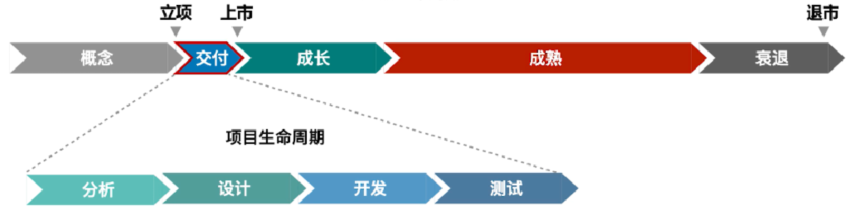 立项 上市 退市
概念 交付 成长 成熟 衰退
项目生命周期
分析 设计 开发 测试